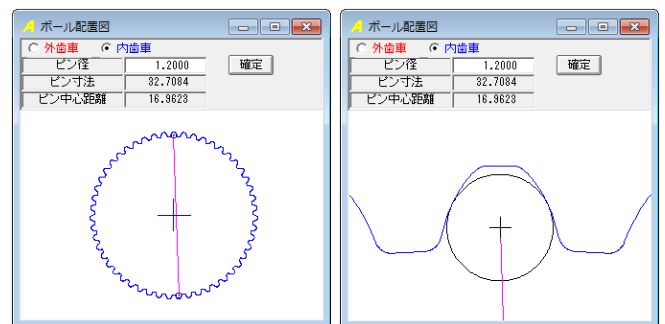 ボール配置図
外歯車 内歯車
ピン径 1.2000 確定
ピン寸法 32.7084
ピン中心距離 16.9623
ボール配置図
外歯車 内歯車
ピン径 1.2000 確定
ピン寸法 32.7084
ピン中心距離 16.9623